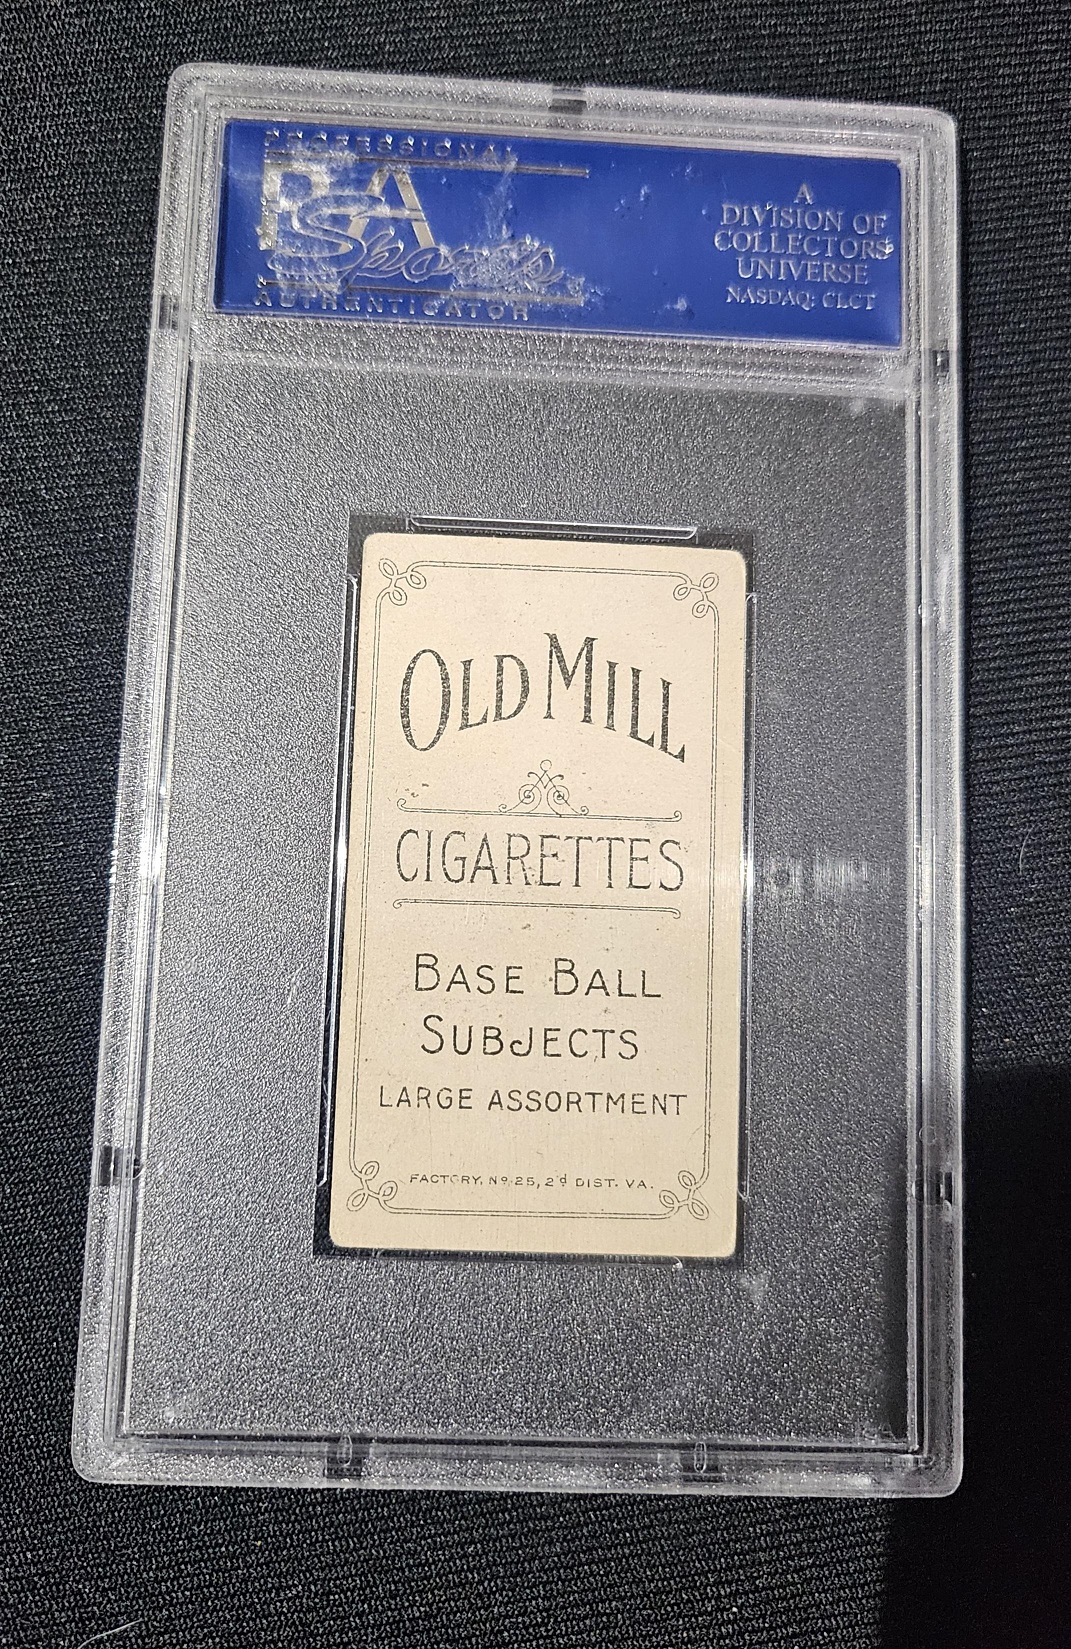 PROFESSIONAL
PSA
Sports
AUTHENTICATOR
A
DIVISION OF
COLLECTORS
UNIVERSE
NASDAQ: CLCT
OLD MILL
CIGARETTES
BASE BALL
SUBJECTS
LARGE ASSORTMENT
FACTORY, Nº 25, 2d DIST. VA.